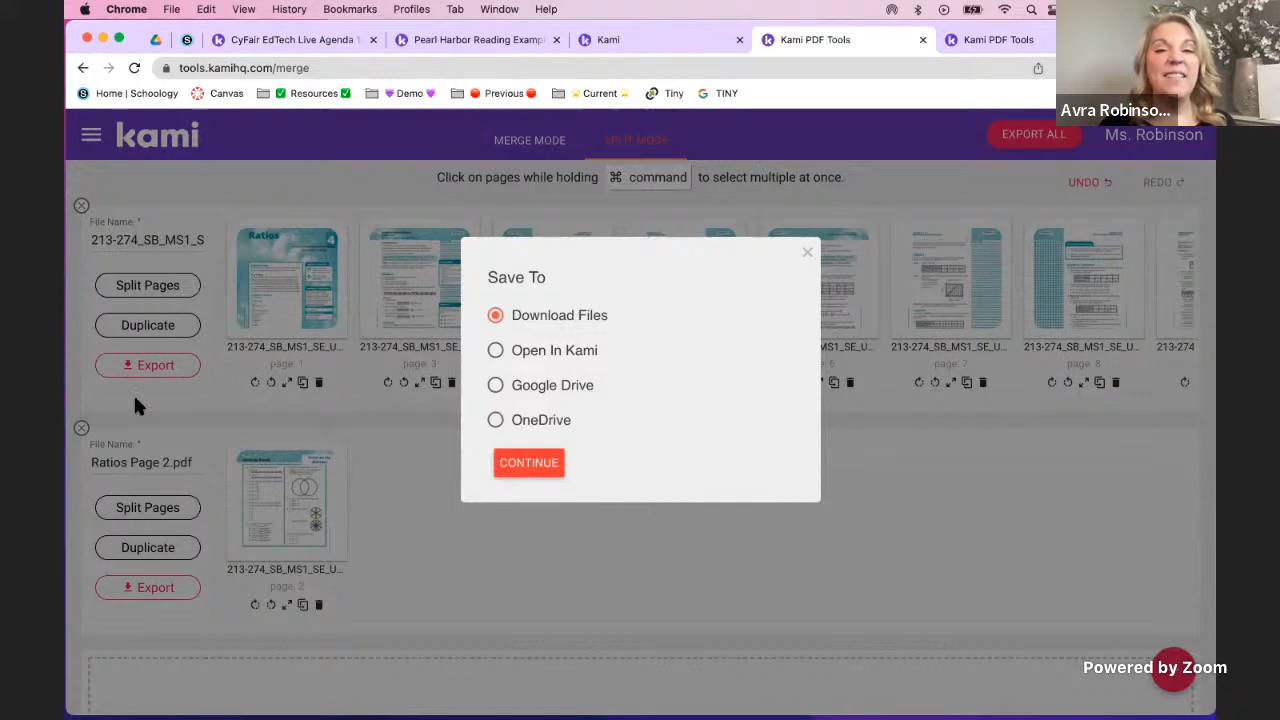 Chrome File Edit View History Bookmarks Profiles Tab Window Help
CyFair EdTech Live Agenda
Pearl Harbor Reading Exampl
Kami
Kami PDF Tools
Kami PDF Tools
tools.kamihq.com/merge
Home | Schoology
Canvas
Resources
Demo
Previous
Current
Tiny
TINY
Avra Robinso...
kami
MERGE MODE
SPLIT MODE
EXPORT ALL
Ms. Robinson
Click on pages while holding ⌘ command to select multiple at once.
UNDO
REDO
File Name: *
213-274_SB_MS1_S
Split Pages
Duplicate
Export
Ratios
4
213-274_SB_MS1_SE_U...
page: 1
213-274_SB_MS1
page: 3
213-274_SB_MS1_SE_U...
page: 7
213-274_SB_MS1_SE_U...
page: 8
213-274
Save To
Download Files
Open In Kami
Google Drive
OneDrive
CONTINUE
File Name: *
Ratios Page 2.pdf
Split Pages
Duplicate
Export
213-274_SB_MS1_SE_U...
page: 2
Powered by Zoom